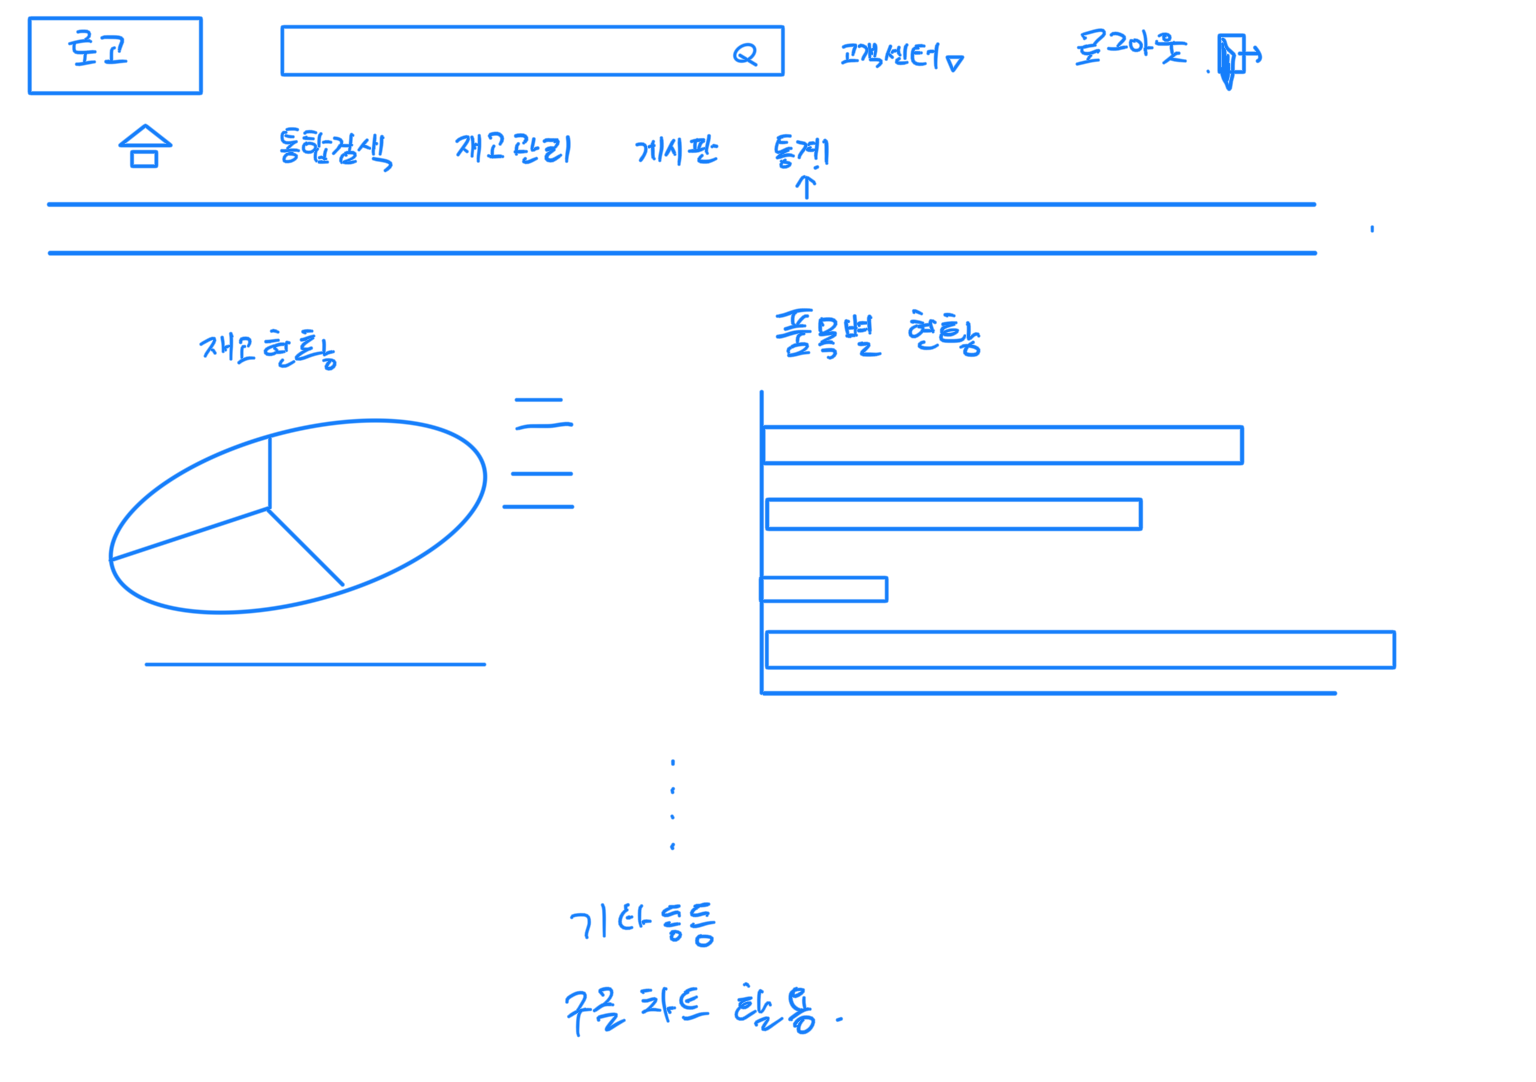 로고 고객센터 로그아웃
통합검색 재고관리 게시판 통계
재고현황
품목별 현황
기타등등
구글차트 활용.